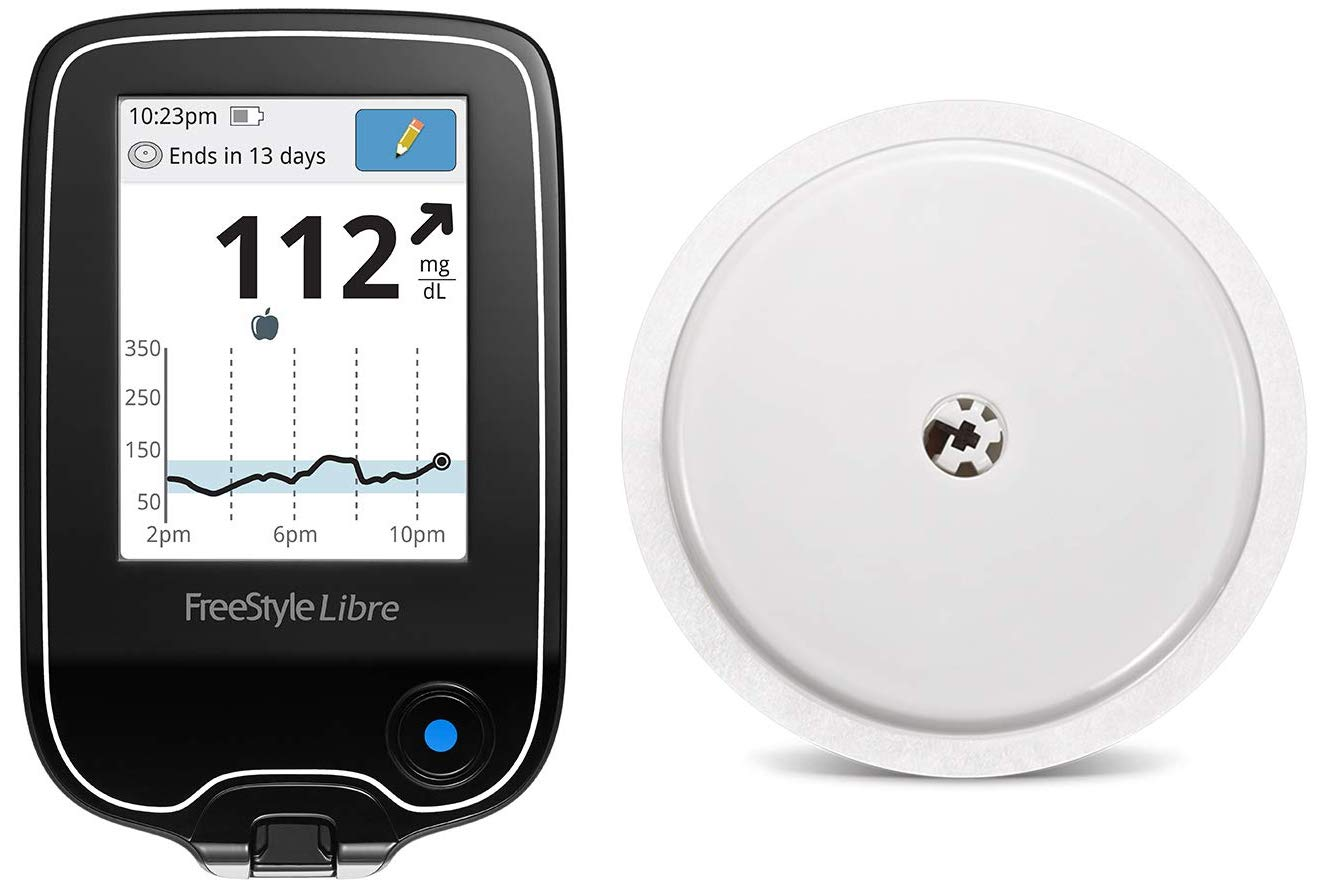 10:23pm
Ends in 13 days
112
mg
dL
350
250
150
50
2pm 6pm 10pm
FreeStyle Libre